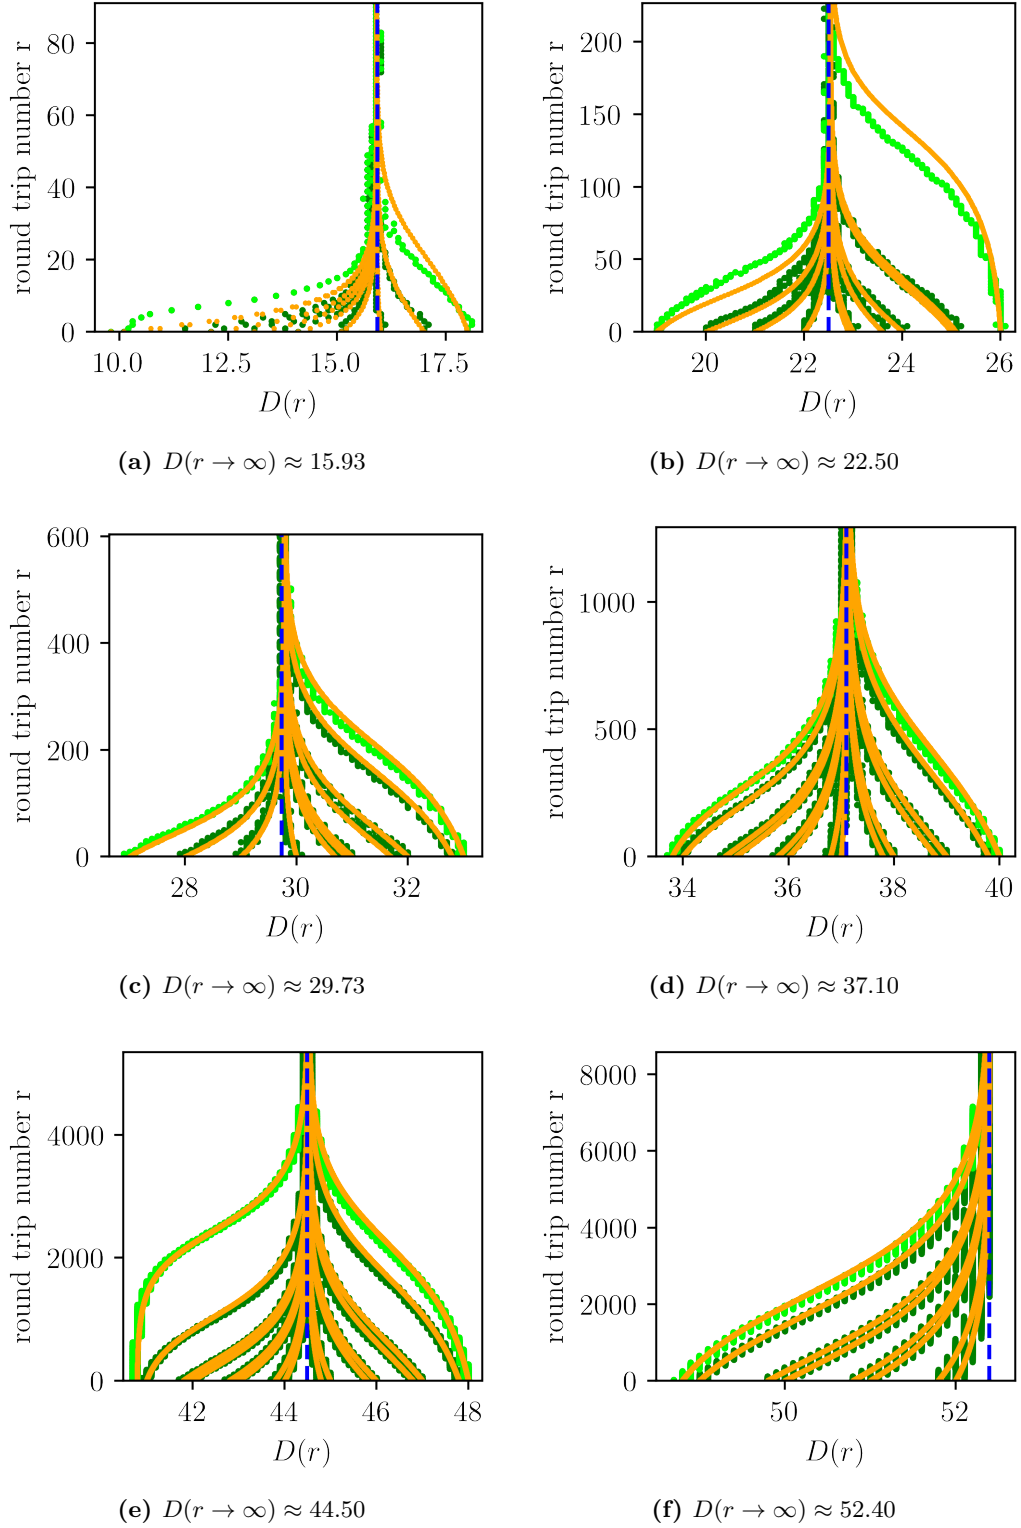 round trip number r
80
60
40
20
0
10.0 12.5 15.0 17.5
D(r)
(a) D(r → ∞) ≈ 15.93
round trip number r
200
150
100
50
0
20 22 24 26
D(r)
(b) D(r → ∞) ≈ 22.50
round trip number r
600
400
200
0
28 30 32
D(r)
(c) D(r → ∞) ≈ 29.73
round trip number r
1000
500
0
34 36 38 40
D(r)
(d) D(r → ∞) ≈ 37.10
round trip number r
4000
2000
0
42 44 46 48
D(r)
(e) D(r → ∞) ≈ 44.50
round trip number r
8000
6000
4000
2000
0
50 52
D(r)
(f) D(r → ∞) ≈ 52.40